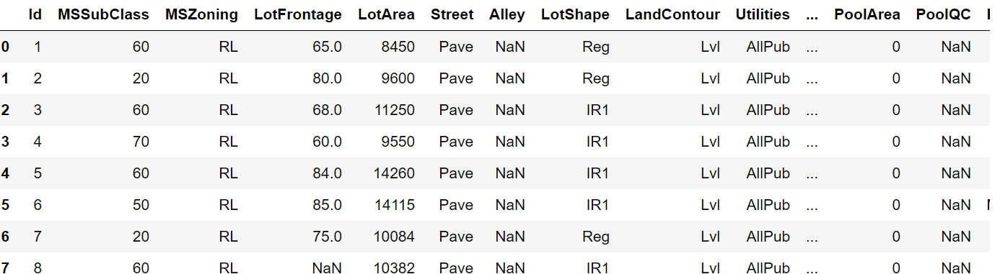 Id MSSubClass MSZoning LotFrontage LotArea Street Alley LotShape LandContour Utilities ... PoolArea PoolQC
0 1 60 RL 65.0 8450 Pave NaN Reg Lvl AllPub ... 0 NaN
1 2 20 RL 80.0 9600 Pave NaN Reg Lvl AllPub ... 0 NaN
2 3 60 RL 68.0 11250 Pave NaN IR1 Lvl AllPub ... 0 NaN
3 4 70 RL 60.0 9550 Pave NaN IR1 Lvl AllPub ... 0 NaN
4 5 60 RL 84.0 14260 Pave NaN IR1 Lvl AllPub ... 0 NaN
5 6 50 RL 85.0 14115 Pave NaN IR1 Lvl AllPub ... 0 NaN
6 7 20 RL 75.0 10084 Pave NaN Reg Lvl AllPub ... 0 NaN
7 8 60 RL NaN 10382 Pave NaN IR1 Lvl AllPub ... 0 NaN